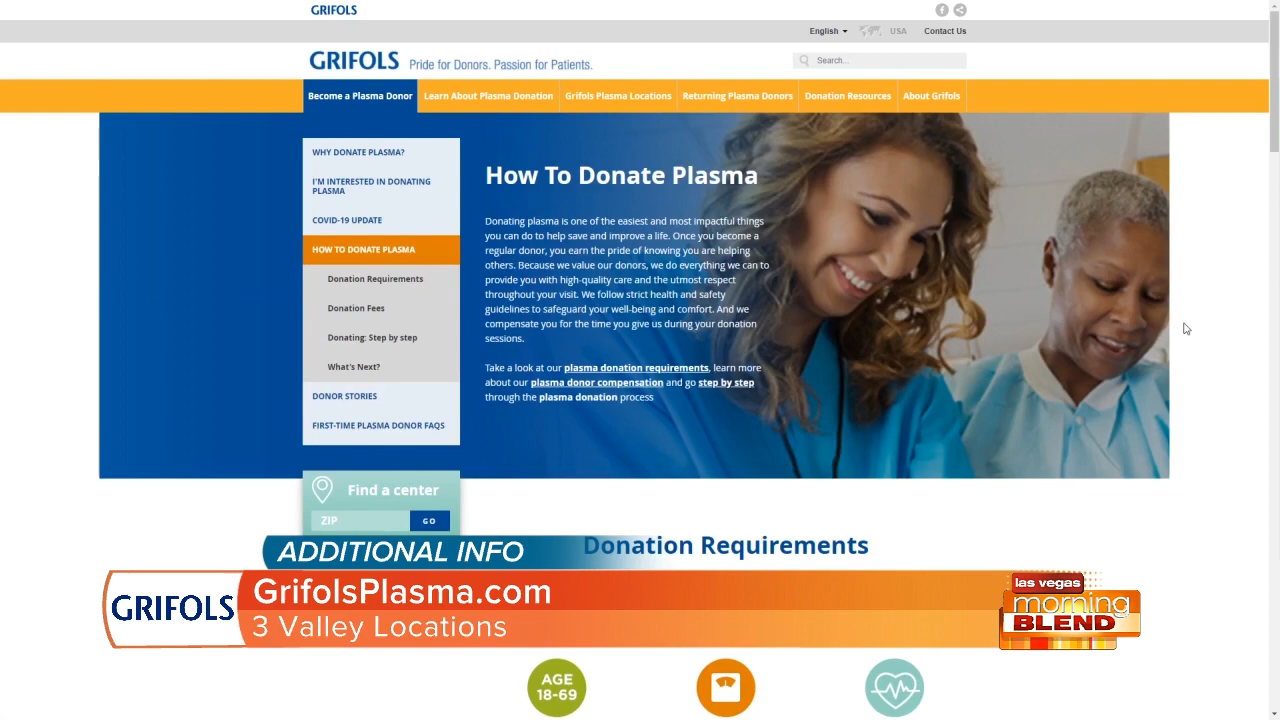 GRIFOLS
English
USA
Contact Us
GRIFOLS Pride for Donors. Passion for Patients.
Search...
Become a Plasma Donor
Learn About Plasma Donation
Grifols Plasma Locations
Returning Plasma Donors
Donation Resources
About Grifols
WHY DONATE PLASMA?
I'M INTERESTED IN DONATING
PLASMA
COVID-19 UPDATE
HOW TO DONATE PLASMA
Donation Requirements
Donation Fees
Donating: Step by step
What's Next?
DONOR STORIES
FIRST-TIME PLASMA DONOR FAQS
How To Donate Plasma
Donating plasma is one of the easiest and most impactful things
you can do to help save and improve a life. Once you become a
regular donor, you earn the pride of knowing you are helping
others. Because we value our donors, we do everything we can to
provide you with high-quality care and the utmost respect
throughout your visit. We follow strict health and safety
guidelines to safeguard your well-being and comfort. And we
compensate you for the time you give us during your donation
sessions.
Take a look at our plasma donation requirements, learn more
about our plasma donor compensation and go step by step
through the plasma donation process
Find a center
ZIP
GO
Donation Requirements
ADDITIONAL INFO
GRIFOLS
GrifolsPlasma.com
3 Valley Locations
las vegas
morning
BLEND
AGE
18-69